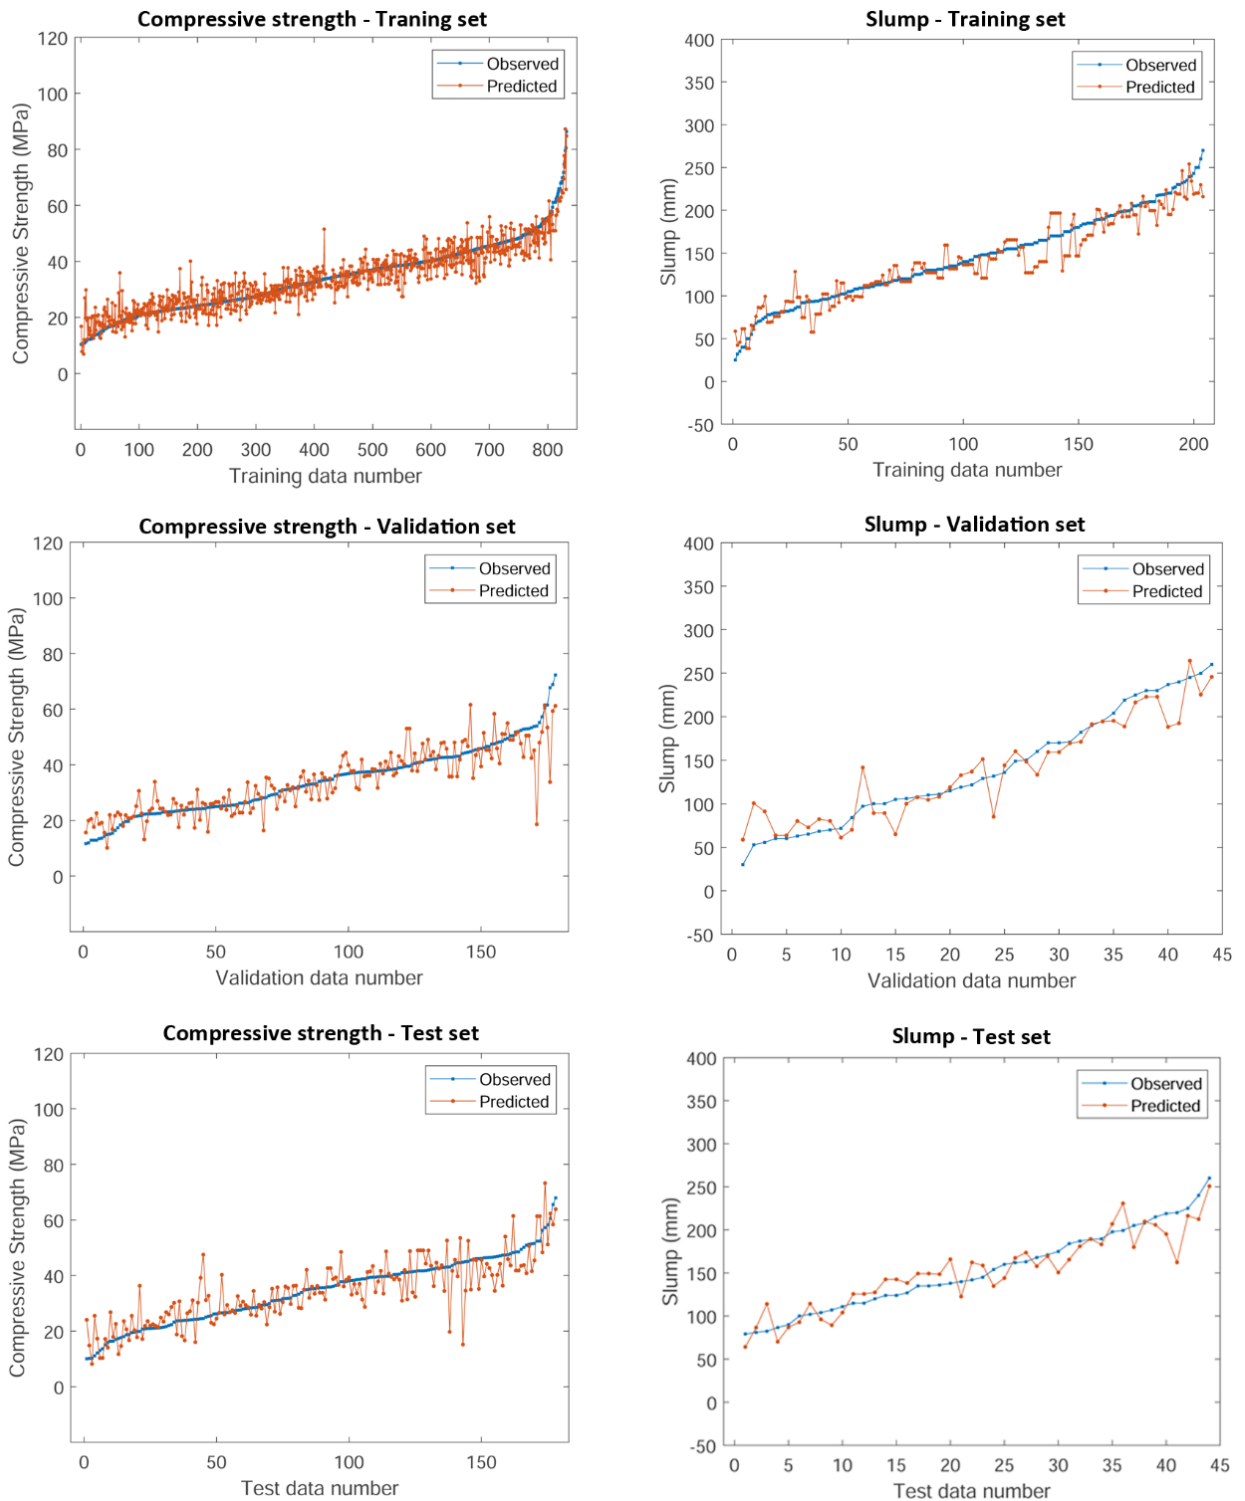 Compressive strength - Traning set
120
100
80
60
40
20
0
Compressive Strength (MPa)
Observed
Predicted
0 100 200 300 400 500 600 700 800
Training data number
Slump - Training set
400
350
300
250
200
150
100
50
0
-50
Slump (mm)
Observed
Predicted
0 50 100 150 200
Training data number
Compressive strength - Validation set
120
100
80
60
40
20
0
Compressive Strength (MPa)
Observed
Predicted
0 50 100 150
Validation data number
Slump - Validation set
400
350
300
250
200
150
100
50
0
-50
Slump (mm)
Observed
Predicted
0 5 10 15 20 25 30 35 40 45
Validation data number
Compressive strength - Test set
120
100
80
60
40
20
0
Compressive Strength (MPa)
Observed
Predicted
0 50 100 150
Test data number
Slump - Test set
400
350
300
250
200
150
100
50
0
-50
Slump (mm)
Observed
Predicted
0 5 10 15 20 25 30 35 40 45
Test data number